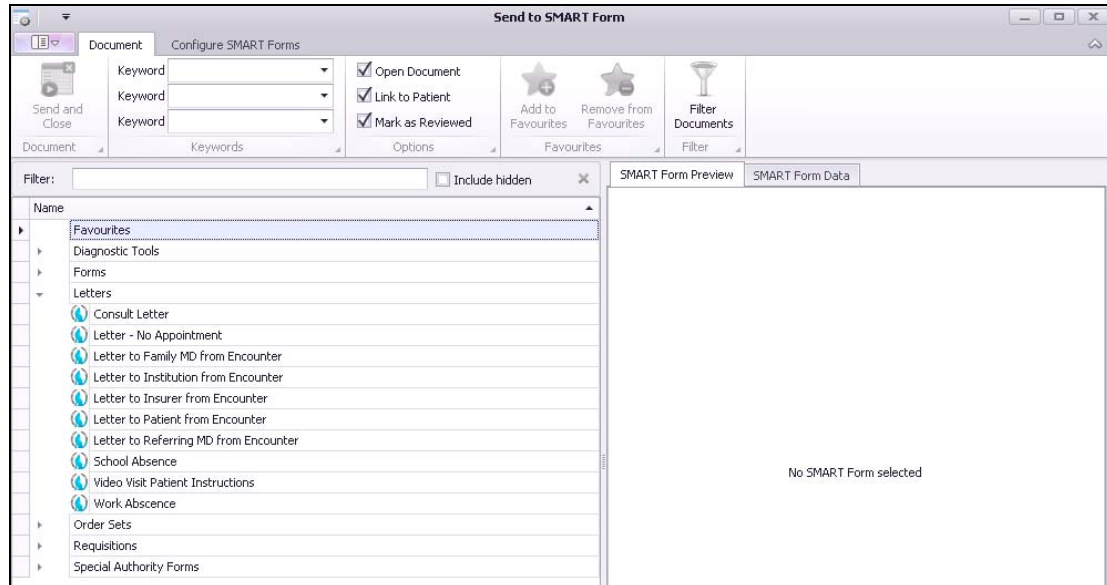 Send to SMART Form
Document Configure SMART Forms
Keyword
Keyword
Keyword
Open Document
Link to Patient
Mark as Reviewed
Send and Close
Add to Favourites
Remove from Favourites
Filter Documents
Document Keywords Options Favourites Filter
Filter: Include hidden
SMART Form Preview SMART Form Data
Name
Favourites
Diagnostic Tools
Forms
Letters
Consult Letter
Letter - No Appointment
Letter to Family MD from Encounter
Letter to Institution from Encounter
Letter to Insurer from Encounter
Letter to Patient from Encounter
Letter to Referring MD from Encounter
School Absence
Video Visit Patient Instructions
Work Abscence
Order Sets
Requisitions
Special Authority Forms
No SMART Form selected